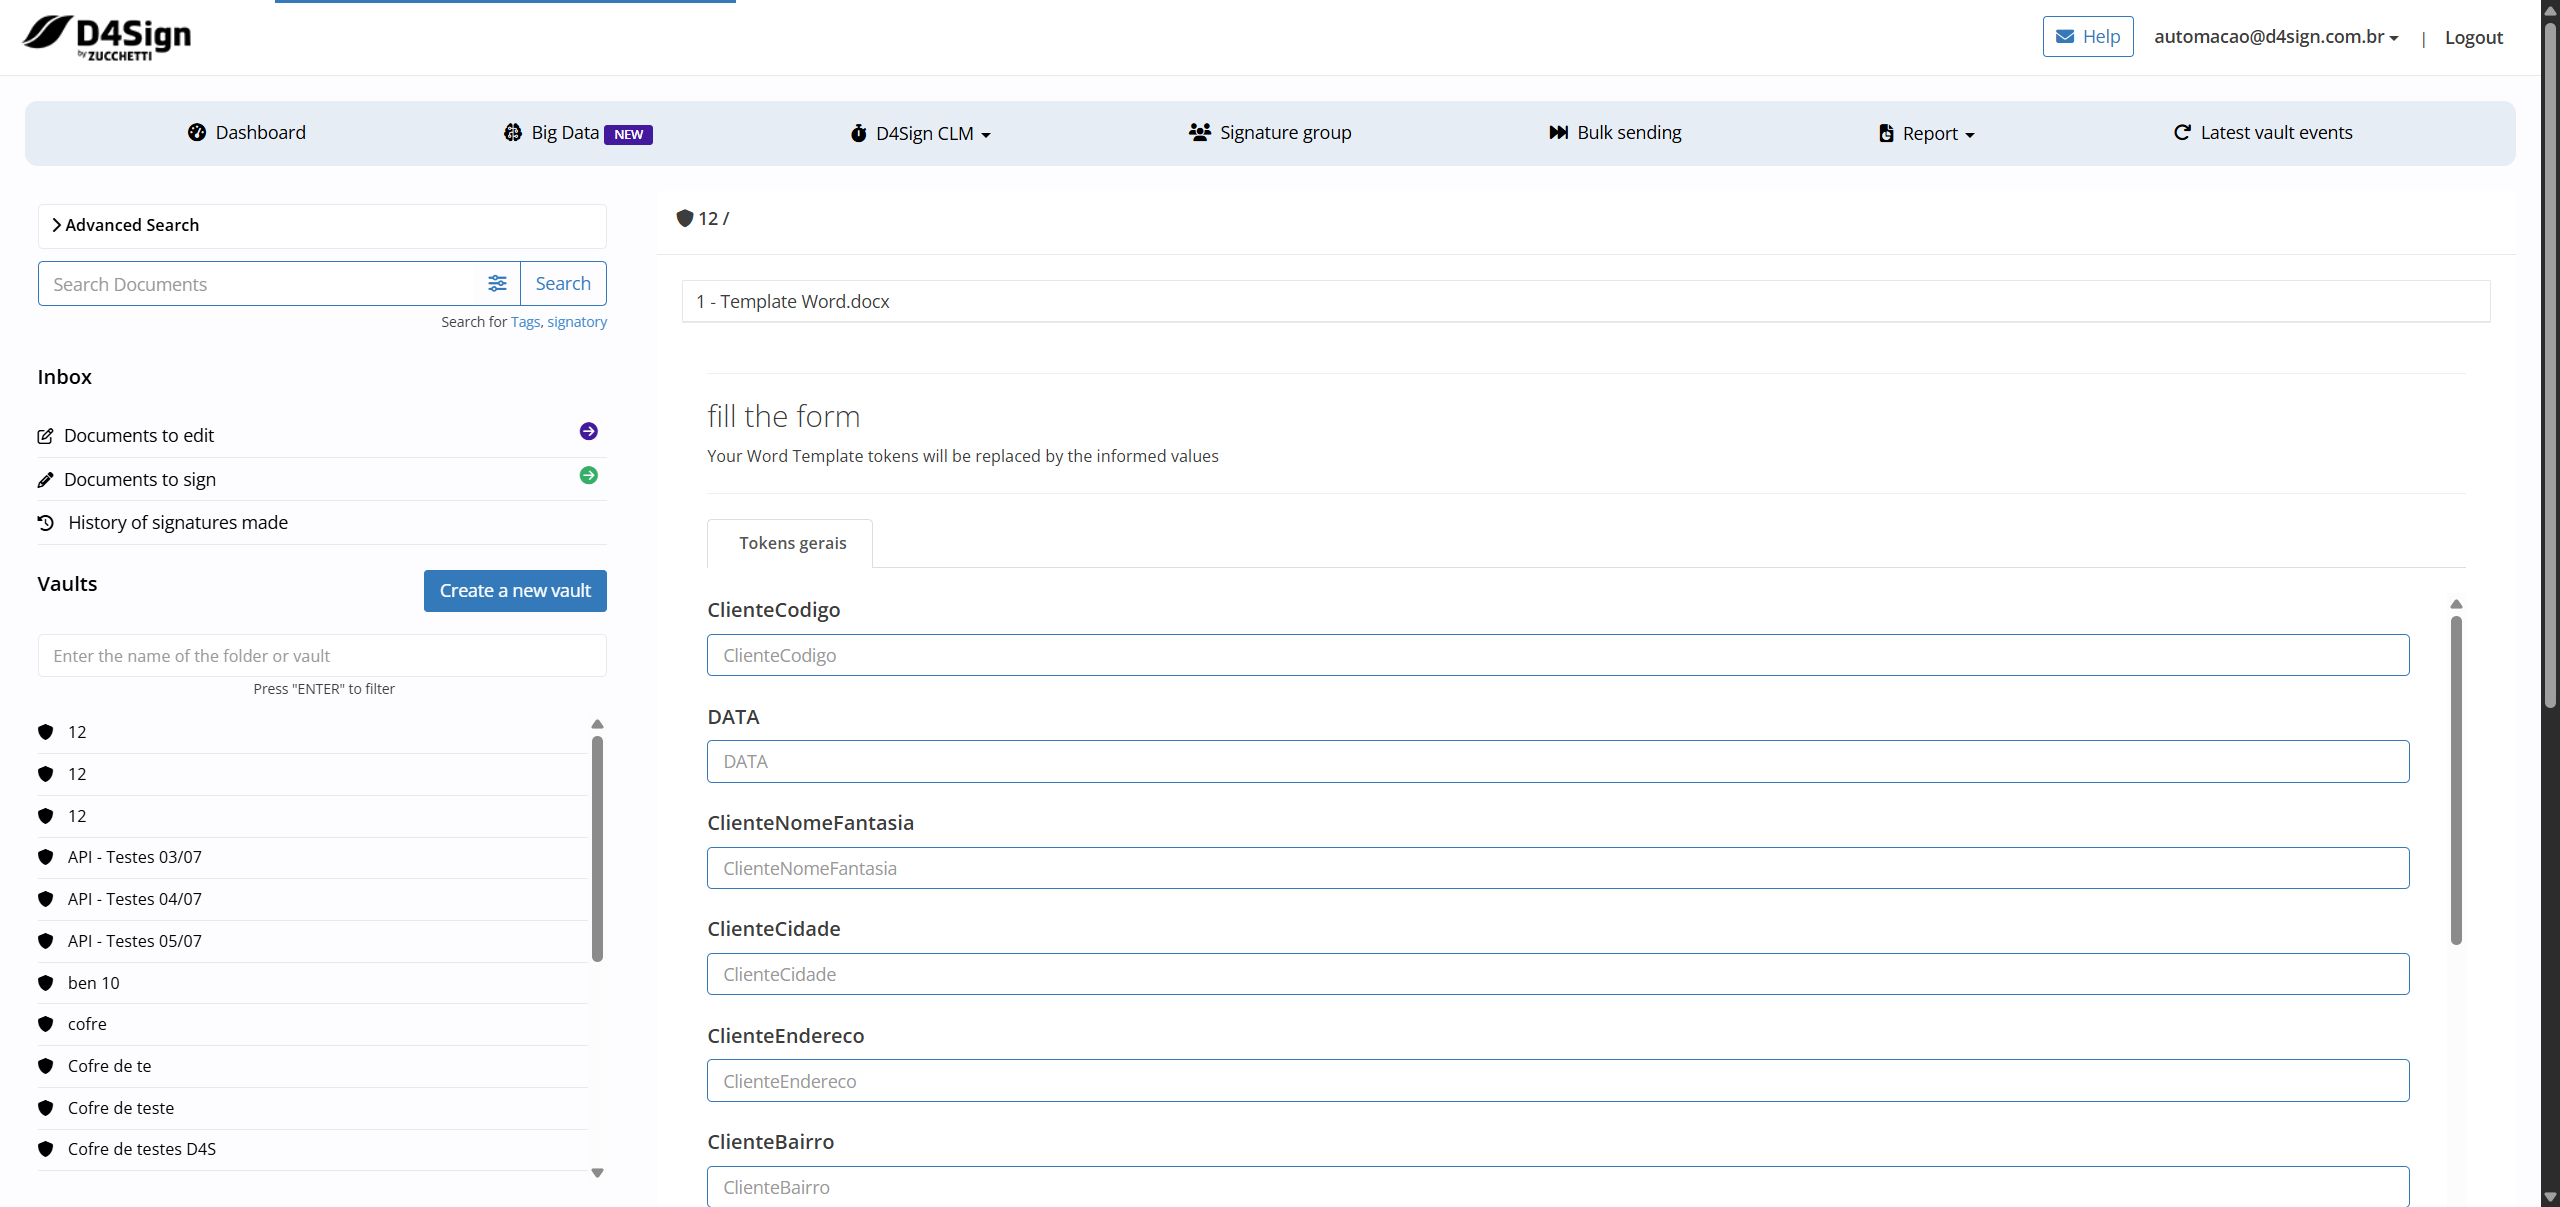 D4Sign
by ZUCCHETTI
Help
automacao@d4sign.com.br
|
Logout
Dashboard
Big Data NEW
D4Sign CLM
Signature group
Bulk sending
Report
Latest vault events
Advanced Search
Search Documents
Search
Search for Tags, signatory
Inbox
Documents to edit
Documents to sign
History of signatures made
Vaults
Create a new vault
Enter the name of the folder or vault
Press "ENTER" to filter
12
12
12
API - Testes 03/07
API - Testes 04/07
API - Testes 05/07
ben 10
cofre
Cofre de te
Cofre de teste
Cofre de testes D4S
12 /
1 - Template Word.docx
fill the form
Your Word Template tokens will be replaced by the informed values
Tokens gerais
ClienteCodigo
ClienteCodigo
DATA
DATA
ClienteNomeFantasia
ClienteNomeFantasia
ClienteCidade
ClienteCidade
ClienteEndereco
ClienteEndereco
ClienteBairro
ClienteBairro